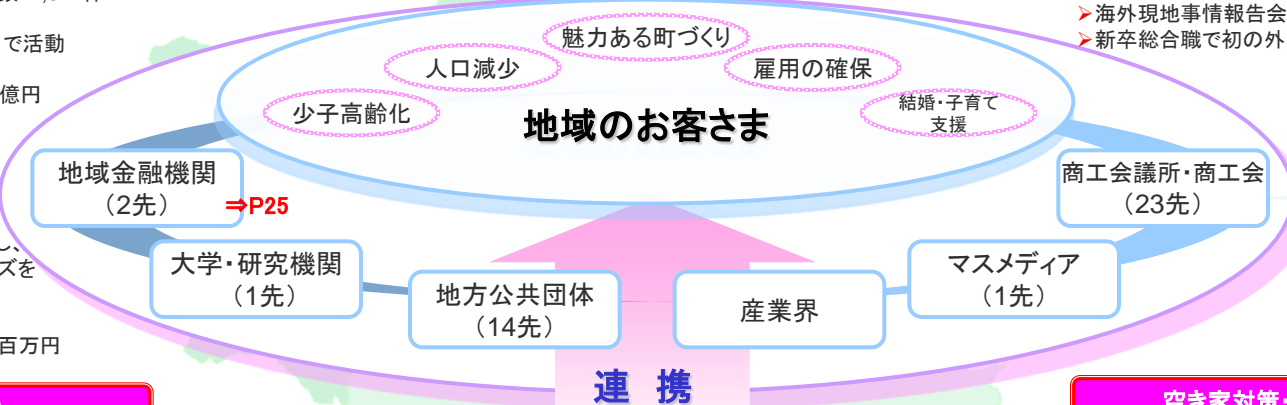 で活動
億円
ズを
百万円
➤海外現地事情報告会
➤新卒総合職で初の外
魅力ある町づくり
人口減少
雇用の確保
少子高齢化
結婚・子育て
支援
地域のお客さま
地域金融機関
（2先）
⇒P25
商工会議所・商工会
（23先）
大学・研究機関
（1先）
マスメディア
（1先）
地方公共団体
（14先）
産業界
連 携
空き家対策